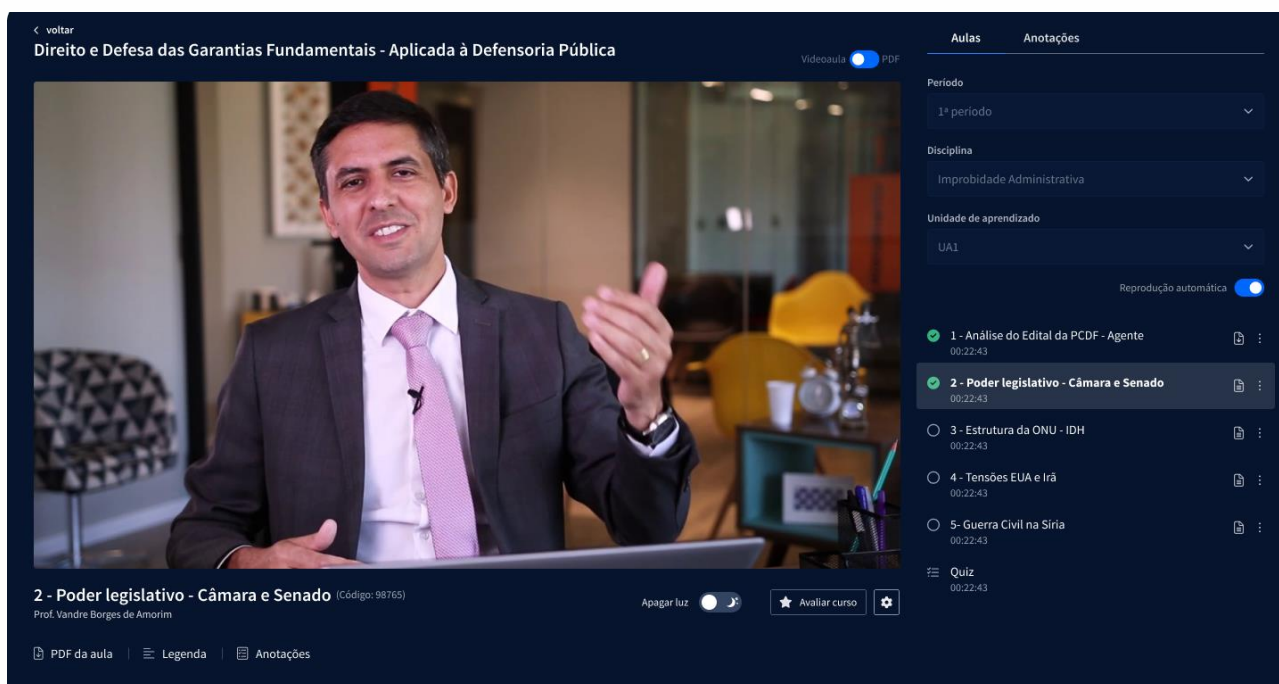 voltar
Direito e Defesa das Garantias Fundamentais - Aplicada à Defensoria Pública
Videoaula PDF
2 - Poder legislativo - Câmara e Senado (Código: 98765)
Prof. Vandre Borges de Amorim
Apagar luz
Avaliar curso
PDF da aula
Legenda
Anotações
Aulas Anotações
Período
1º período
Disciplina
Improbidade Administrativa
Unidade de aprendizado
UA1
Reprodução automática
1 - Análise do Edital da PCDF - Agente
00:22:43
2 - Poder legislativo - Câmara e Senado
00:22:43
3 - Estrutura da ONU - IDH
00:22:43
4 - Tensões EUA e Irã
00:22:43
5- Guerra Civil na Síria
00:22:43
Quiz
00:22:43